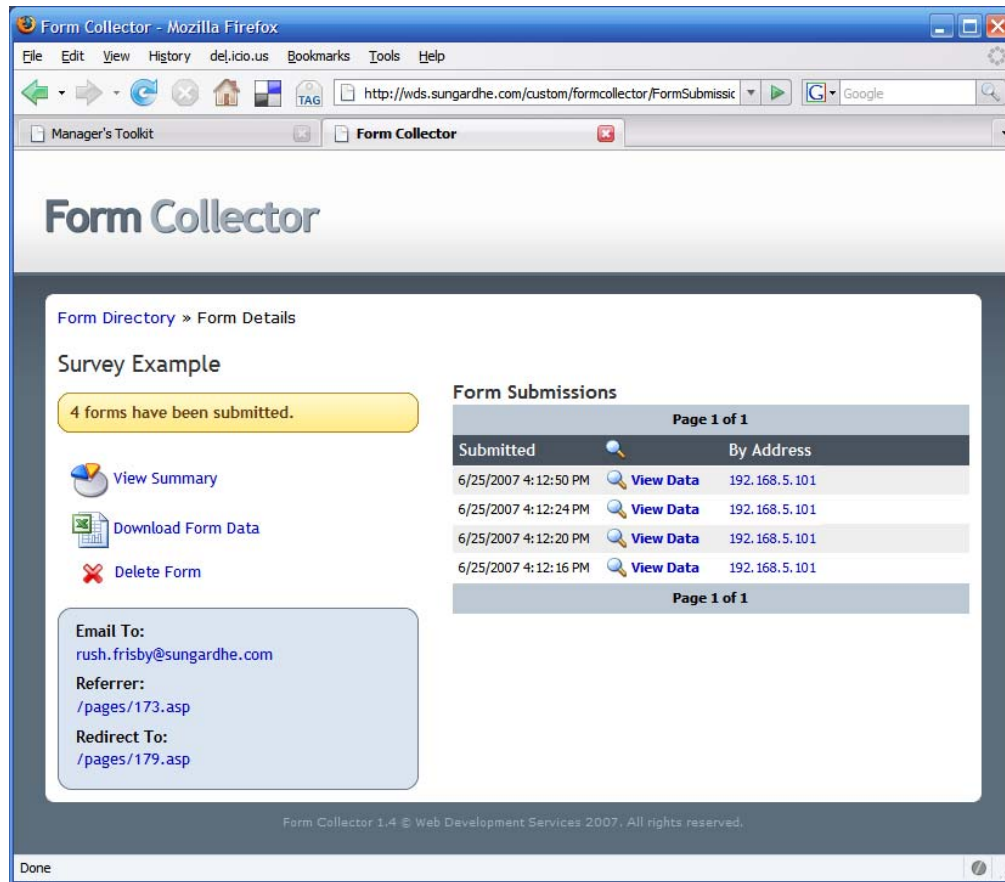 Form Collector - Mozilla Firefox
File Edit View History del.icio.us Bookmarks Tools Help
TAG http://wds.sungardhe.com/custom/formcollector/FormSubmissic G Google
Manager's Toolkit Form Collector
Form Collector
Form Directory » Form Details
Survey Example
4 forms have been submitted.
View Summary
Download Form Data
Delete Form
Email To:
rush.frisby@sungardhe.com
Referrer:
/pages/173.asp
Redirect To:
/pages/179.asp
Form Submissions
Page 1 of 1
Submitted By Address
6/25/2007 4:12:50 PM View Data 192.168.5.101
6/25/2007 4:12:24 PM View Data 192.168.5.101
6/25/2007 4:12:20 PM View Data 192.168.5.101
6/25/2007 4:12:16 PM View Data 192.168.5.101
Page 1 of 1
Form Collector 1.4 © Web Development Services 2007. All rights reserved.
Done